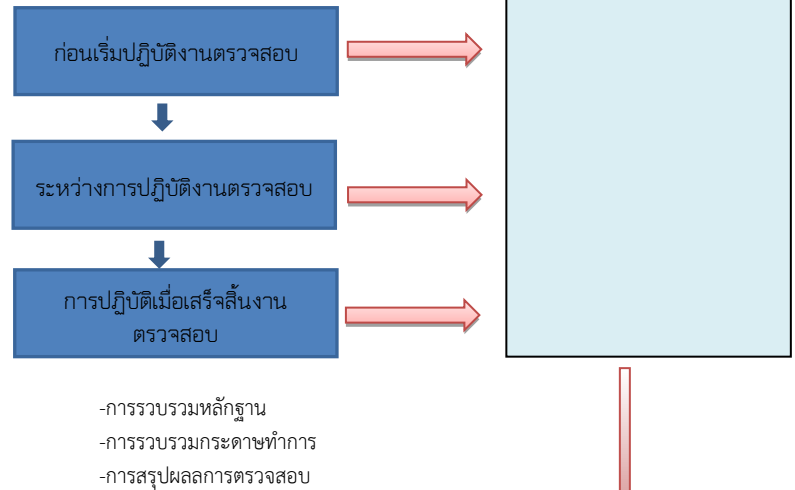 ก่อนเริ่มปฏิบัติงานตรวจสอบ
ระหว่างการปฏิบัติงานตรวจสอบ
การปฏิบัติเมื่อเสร็จสิ้นงาน
ตรวจสอบ
-การรวบรวมหลักฐาน
-การรวบรวมกระดาษทำการ
-การสรุปผลลการตรวจสอบ